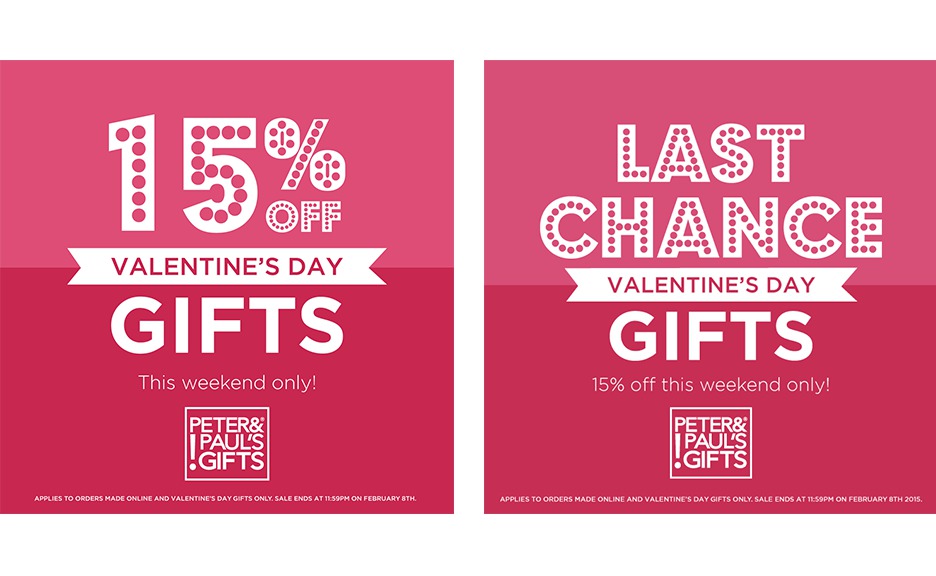 15%
OFF
VALENTINE'S DAY
GIFTS
This weekend only!
PETER&®
!PAUL'S
GIFTS
APPLIES TO ORDERS MADE ONLINE AND VALENTINE'S DAY GIFTS ONLY. SALE ENDS AT 11:59PM ON FEBRUARY 8TH.
LAST
CHANCE
VALENTINE'S DAY
GIFTS
15% off this weekend only!
PETER&®
!PAUL'S
GIFTS
APPLIES TO ORDERS MADE ONLINE AND VALENTINE'S DAY GIFTS ONLY. SALE ENDS AT 11:59PM ON FEBRUARY 8TH 2015.